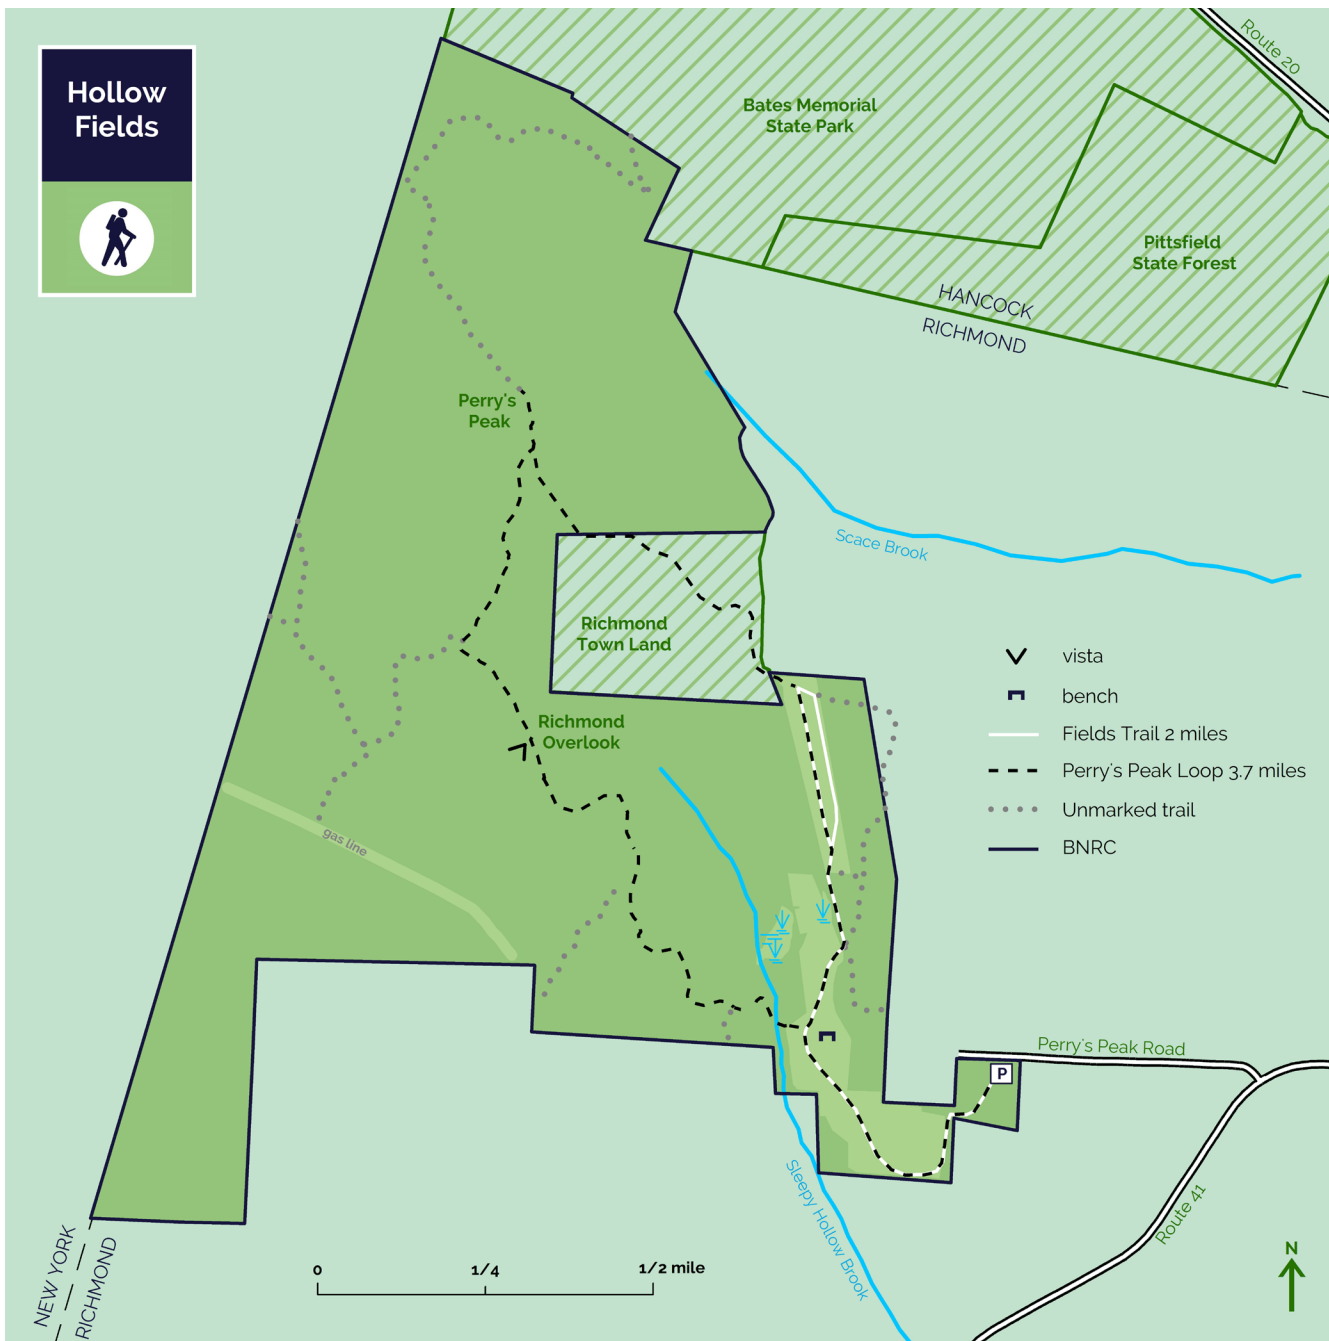 Hollow
Fields
Route 20
Bates Memorial
State Park
Pittsfield
State Forest
HANCOCK
RICHMOND
Perry's
Peak
Scace Brook
Richmond
Town Land
Richmond
Overlook
gas line
vista
bench
Fields Trail 2 miles
Perry's Peak Loop 3.7 miles
Unmarked trail
BNRC
Perry's Peak Road
P
Sleepy Hollow Brook
Route 41
NEW YORK
RICHMOND
0
1/4
1/2 mile
N